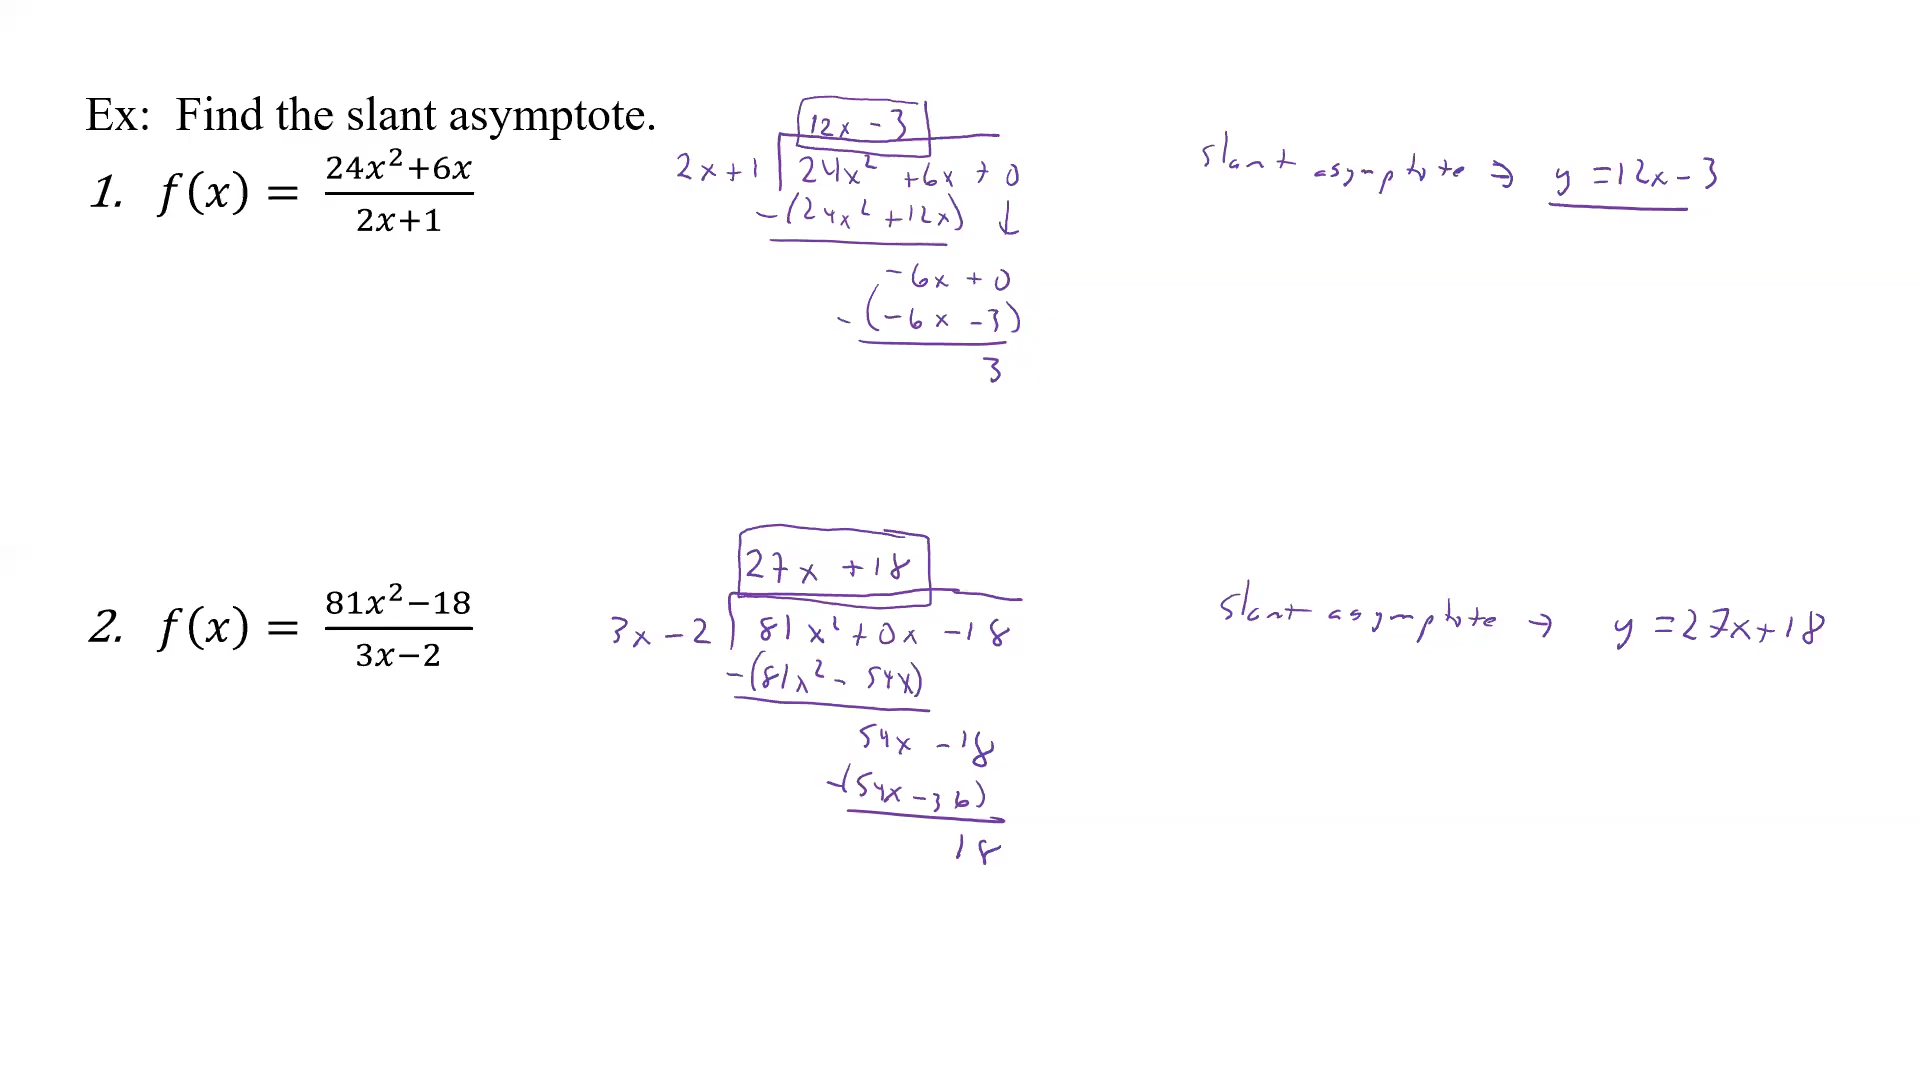 Ex: Find the slant asymptote.
1. f(x) = 24x²+6x / 2x+1
12x - 3
2x+1 24x² +6x + 0
-(24x² +12x) ↓
-6x + 0
-(-6x -3)
3
slant asymptote ⇒ y = 12x - 3
2. f(x) = 81x²−18 / 3x−2
27x +18
3x - 2 81x² + 0x - 18
-(81x² - 54x)
54x - 18
-(54x - 36)
18
slant asymptote → y = 27x+18